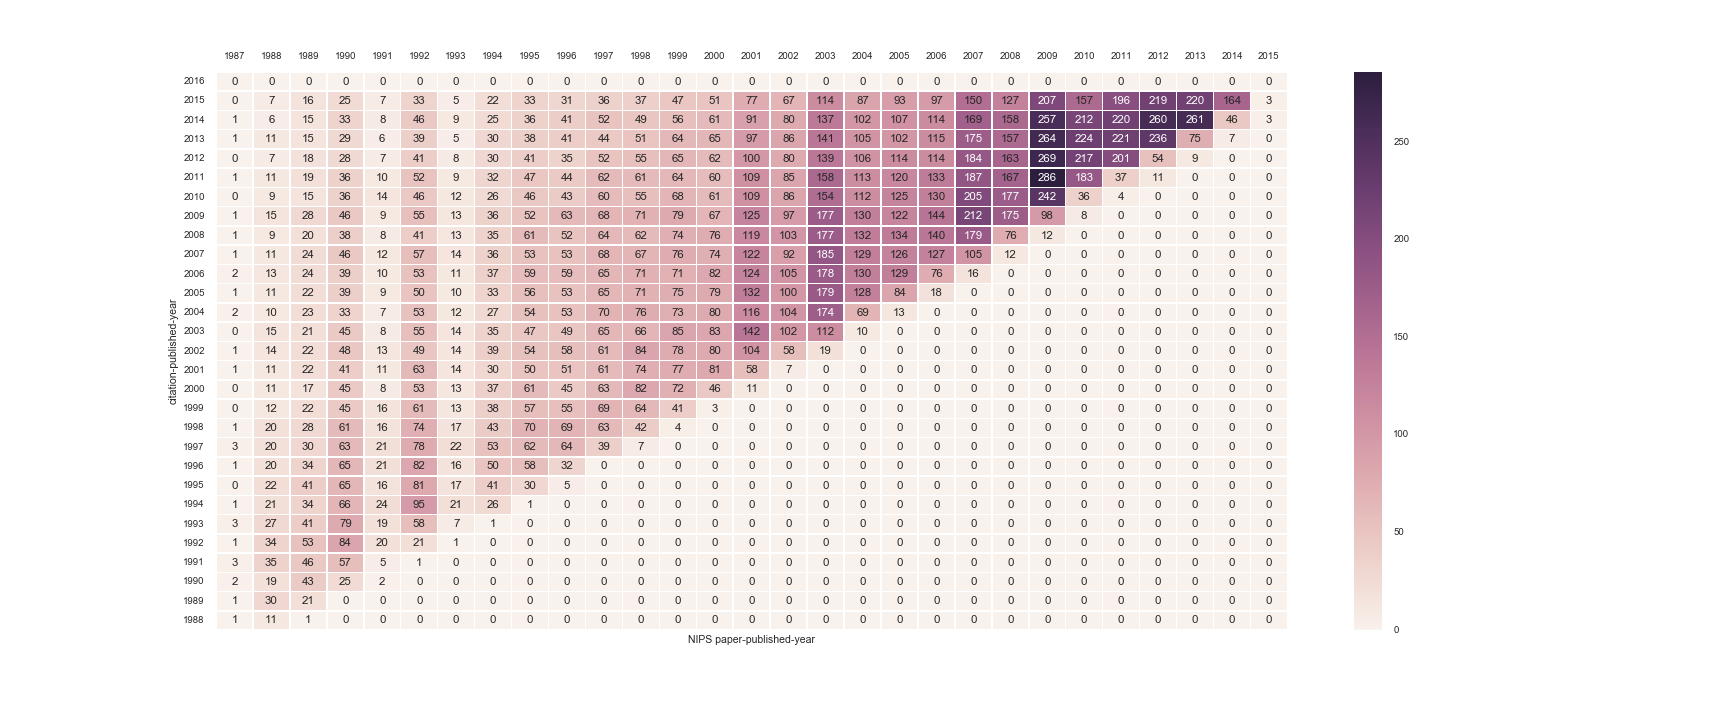 1987 1988 1989 1990 1991 1992 1993 1994 1995 1996 1997 1998 1999 2000 2001 2002 2003 2004 2005 2006 2007 2008 2009 2010 2011 2012 2013 2014 2015
2016 0 0 0 0 0 0 0 0 0 0 0 0 0 0 0 0 0 0 0 0 0 0 0 0 0 0 0 0 0
2015 0 7 16 25 7 33 5 22 33 31 36 37 47 51 77 67 114 87 93 97 150 127 207 157 196 219 220 164 3
2014 1 6 15 33 8 46 9 25 36 41 52 49 56 61 91 80 137 102 107 114 169 158 257 212 220 260 261 46 3
2013 1 11 15 29 6 39 5 30 38 41 44 51 64 65 97 86 141 105 102 115 175 157 264 224 221 236 75 7 0
2012 0 7 18 28 7 41 8 30 41 35 52 55 65 62 100 80 139 106 114 114 184 163 269 217 201 54 9 0 0
2011 1 11 19 36 10 52 9 32 47 44 62 61 64 60 109 85 158 113 120 133 187 167 286 183 37 11 0 0 0
2010 0 9 15 36 14 46 12 26 46 43 60 55 68 61 109 86 154 112 125 130 205 177 242 36 4 0 0 0 0
2009 1 15 28 46 9 55 13 36 52 63 68 71 79 67 125 97 177 130 122 144 212 175 98 8 0 0 0 0 0
2008 1 9 20 38 8 41 13 35 61 52 64 62 74 76 119 103 177 132 134 140 179 76 12 0 0 0 0 0 0
2007 1 11 24 46 12 57 14 36 53 53 68 67 76 74 122 92 185 129 126 127 105 12 0 0 0 0 0 0 0
2006 2 13 24 39 10 53 11 37 59 59 65 71 71 82 124 105 178 130 129 76 16 0 0 0 0 0 0 0 0
2005 1 11 22 39 9 50 10 33 56 53 65 71 75 79 132 100 179 128 84 18 0 0 0 0 0 0 0 0 0
2004 2 10 23 33 7 53 12 27 54 53 70 76 73 80 116 104 174 69 13 0 0 0 0 0 0 0 0 0 0
2003 0 15 21 45 8 55 14 35 47 49 65 66 85 83 142 102 112 10 0 0 0 0 0 0 0 0 0 0 0
2002 1 14 22 48 13 49 14 39 54 58 61 84 78 80 104 58 19 0 0 0 0 0 0 0 0 0 0 0 0
2001 1 11 22 41 11 63 14 30 50 51 61 74 77 81 58 7 0 0 0 0 0 0 0 0 0 0 0 0 0
2000 0 11 17 45 8 53 13 37 61 45 63 82 72 46 11 0 0 0 0 0 0 0 0 0 0 0 0 0 0
1999 0 12 22 45 16 61 13 38 57 55 69 64 41 3 0 0 0 0 0 0 0 0 0 0 0 0 0 0 0
1998 1 20 28 61 16 74 17 43 70 69 63 42 4 0 0 0 0 0 0 0 0 0 0 0 0 0 0 0 0
1997 3 20 30 63 21 78 22 53 62 64 39 7 0 0 0 0 0 0 0 0 0 0 0 0 0 0 0 0 0
1996 1 20 34 65 21 82 16 50 58 32 0 0 0 0 0 0 0 0 0 0 0 0 0 0 0 0 0 0 0
1995 0 22 41 65 16 81 17 41 30 5 0 0 0 0 0 0 0 0 0 0 0 0 0 0 0 0 0 0 0
1994 1 21 34 66 24 95 21 26 1 0 0 0 0 0 0 0 0 0 0 0 0 0 0 0 0 0 0 0 0
1993 3 27 41 79 19 58 7 1 0 0 0 0 0 0 0 0 0 0 0 0 0 0 0 0 0 0 0 0 0
1992 1 34 53 84 20 21 1 0 0 0 0 0 0 0 0 0 0 0 0 0 0 0 0 0 0 0 0 0 0
1991 3 35 46 57 5 1 0 0 0 0 0 0 0 0 0 0 0 0 0 0 0 0 0 0 0 0 0 0 0
1990 2 19 43 25 2 0 0 0 0 0 0 0 0 0 0 0 0 0 0 0 0 0 0 0 0 0 0 0 0
1989 1 30 21 0 0 0 0 0 0 0 0 0 0 0 0 0 0 0 0 0 0 0 0 0 0 0 0 0 0
1988 1 11 1 0 0 0 0 0 0 0 0 0 0 0 0 0 0 0 0 0 0 0 0 0 0 0 0 0 0
citation-published-year
NIPS paper-published-year
250
200
150
100
50
0